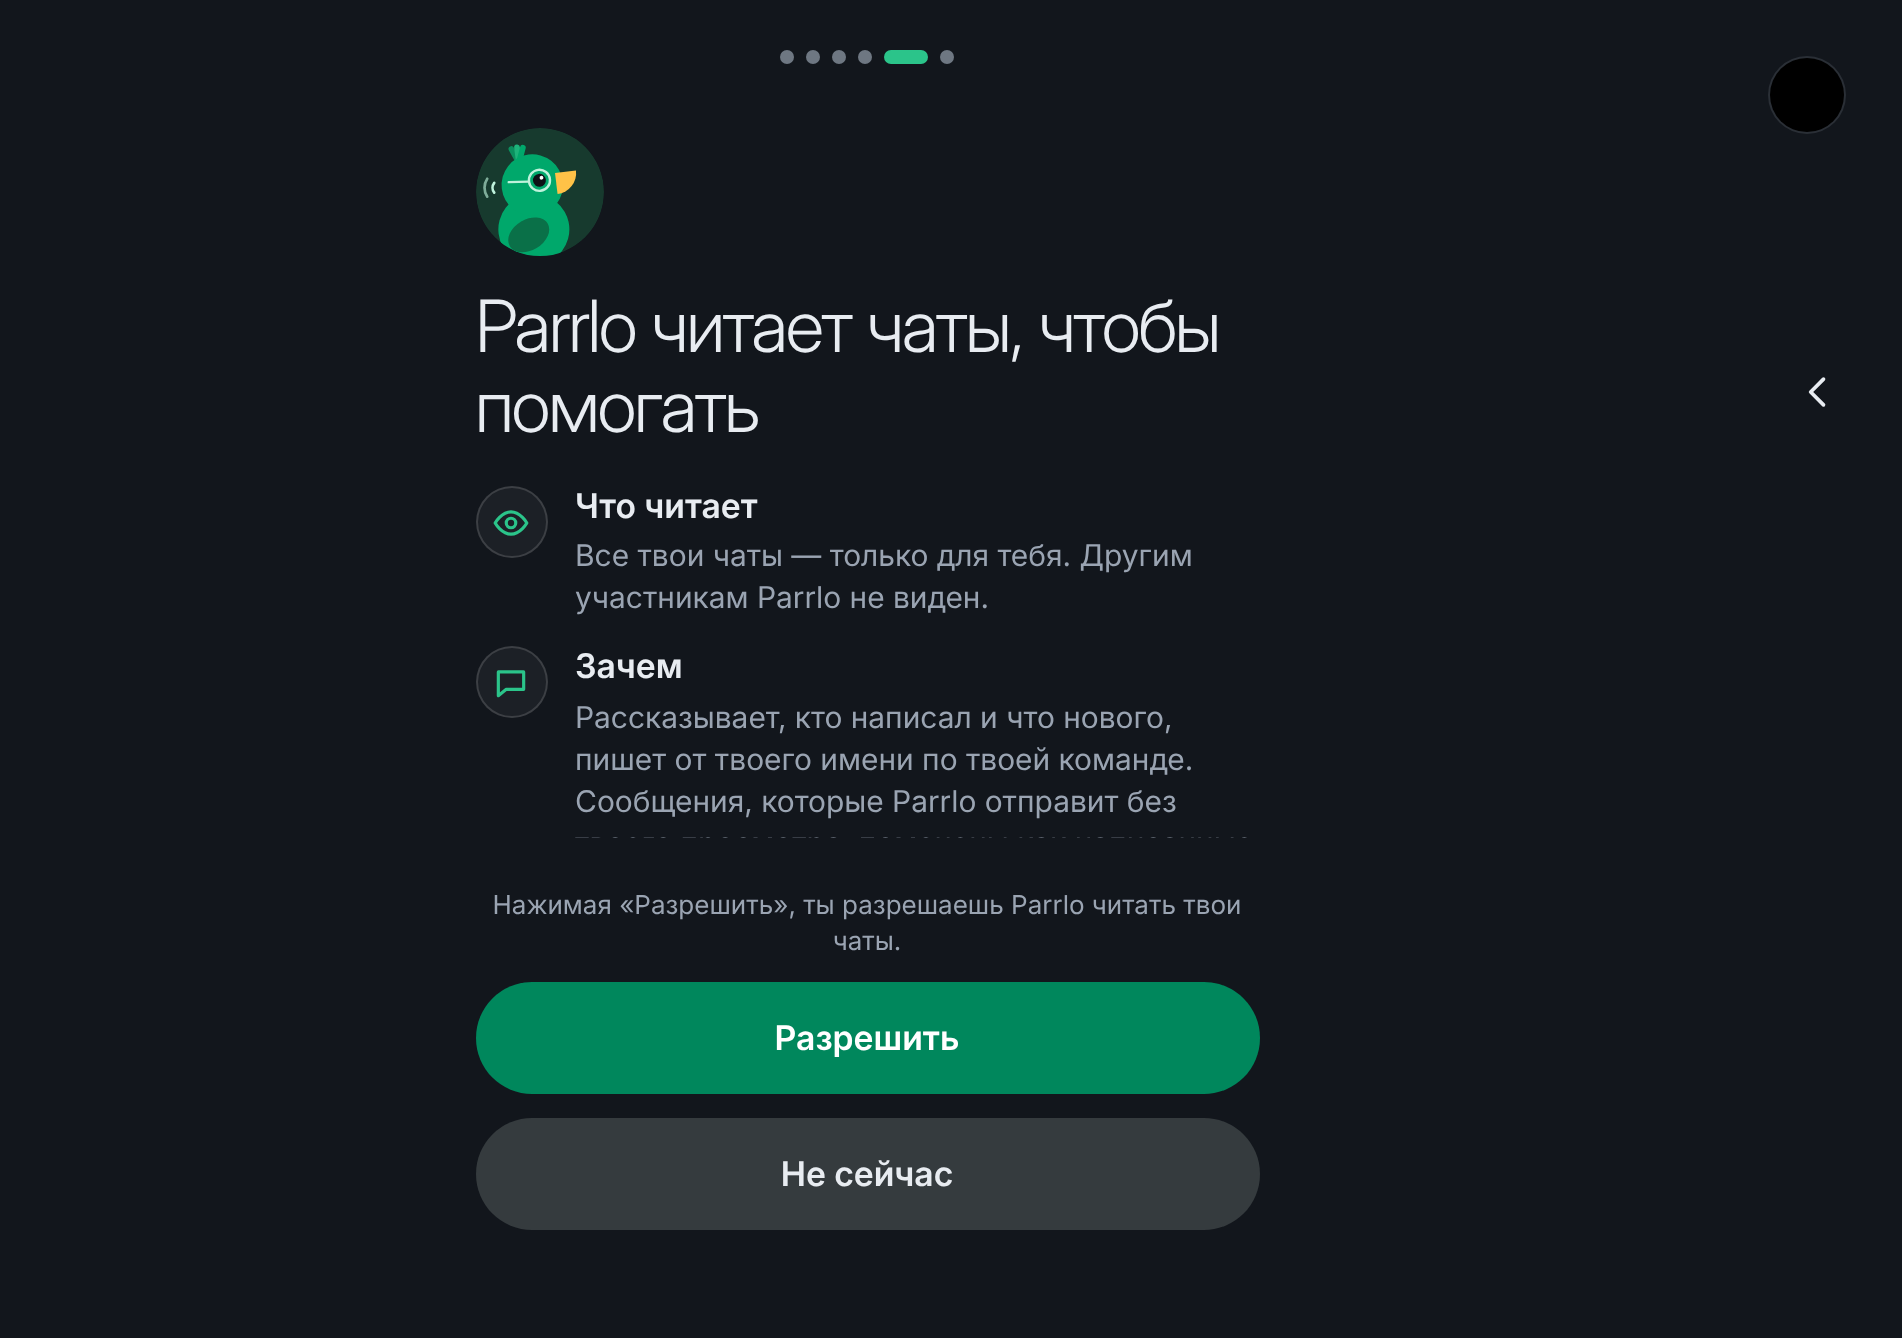 Parrlo читает чаты, чтобы
помогать
Что читает
Все твои чаты — только для тебя. Другим
участникам Parrlo не виден.
Зачем
Рассказывает, кто написал и что нового,
пишет от твоего имени по твоей команде.
Сообщения, которые Parrlo отправит без
Нажимая «Разрешить», ты разрешаешь Parrlo читать твои
чаты.
Разрешить
Не сейчас